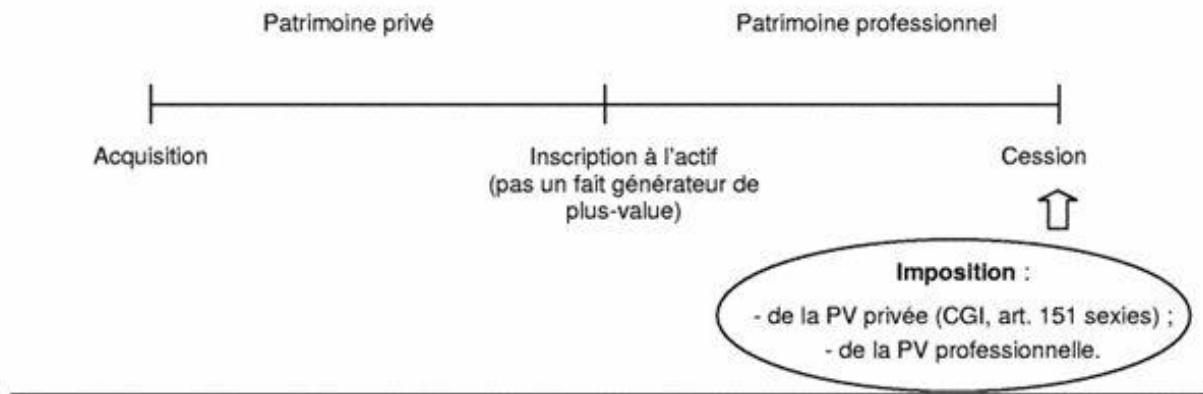 Patrimoine privé
Patrimoine professionnel
Acquisition
Inscription à l'actif
(pas un fait générateur de
plus-value)
Cession
Imposition :
- de la PV privée (CGI, art. 151 sexies) ;
- de la PV professionnelle.